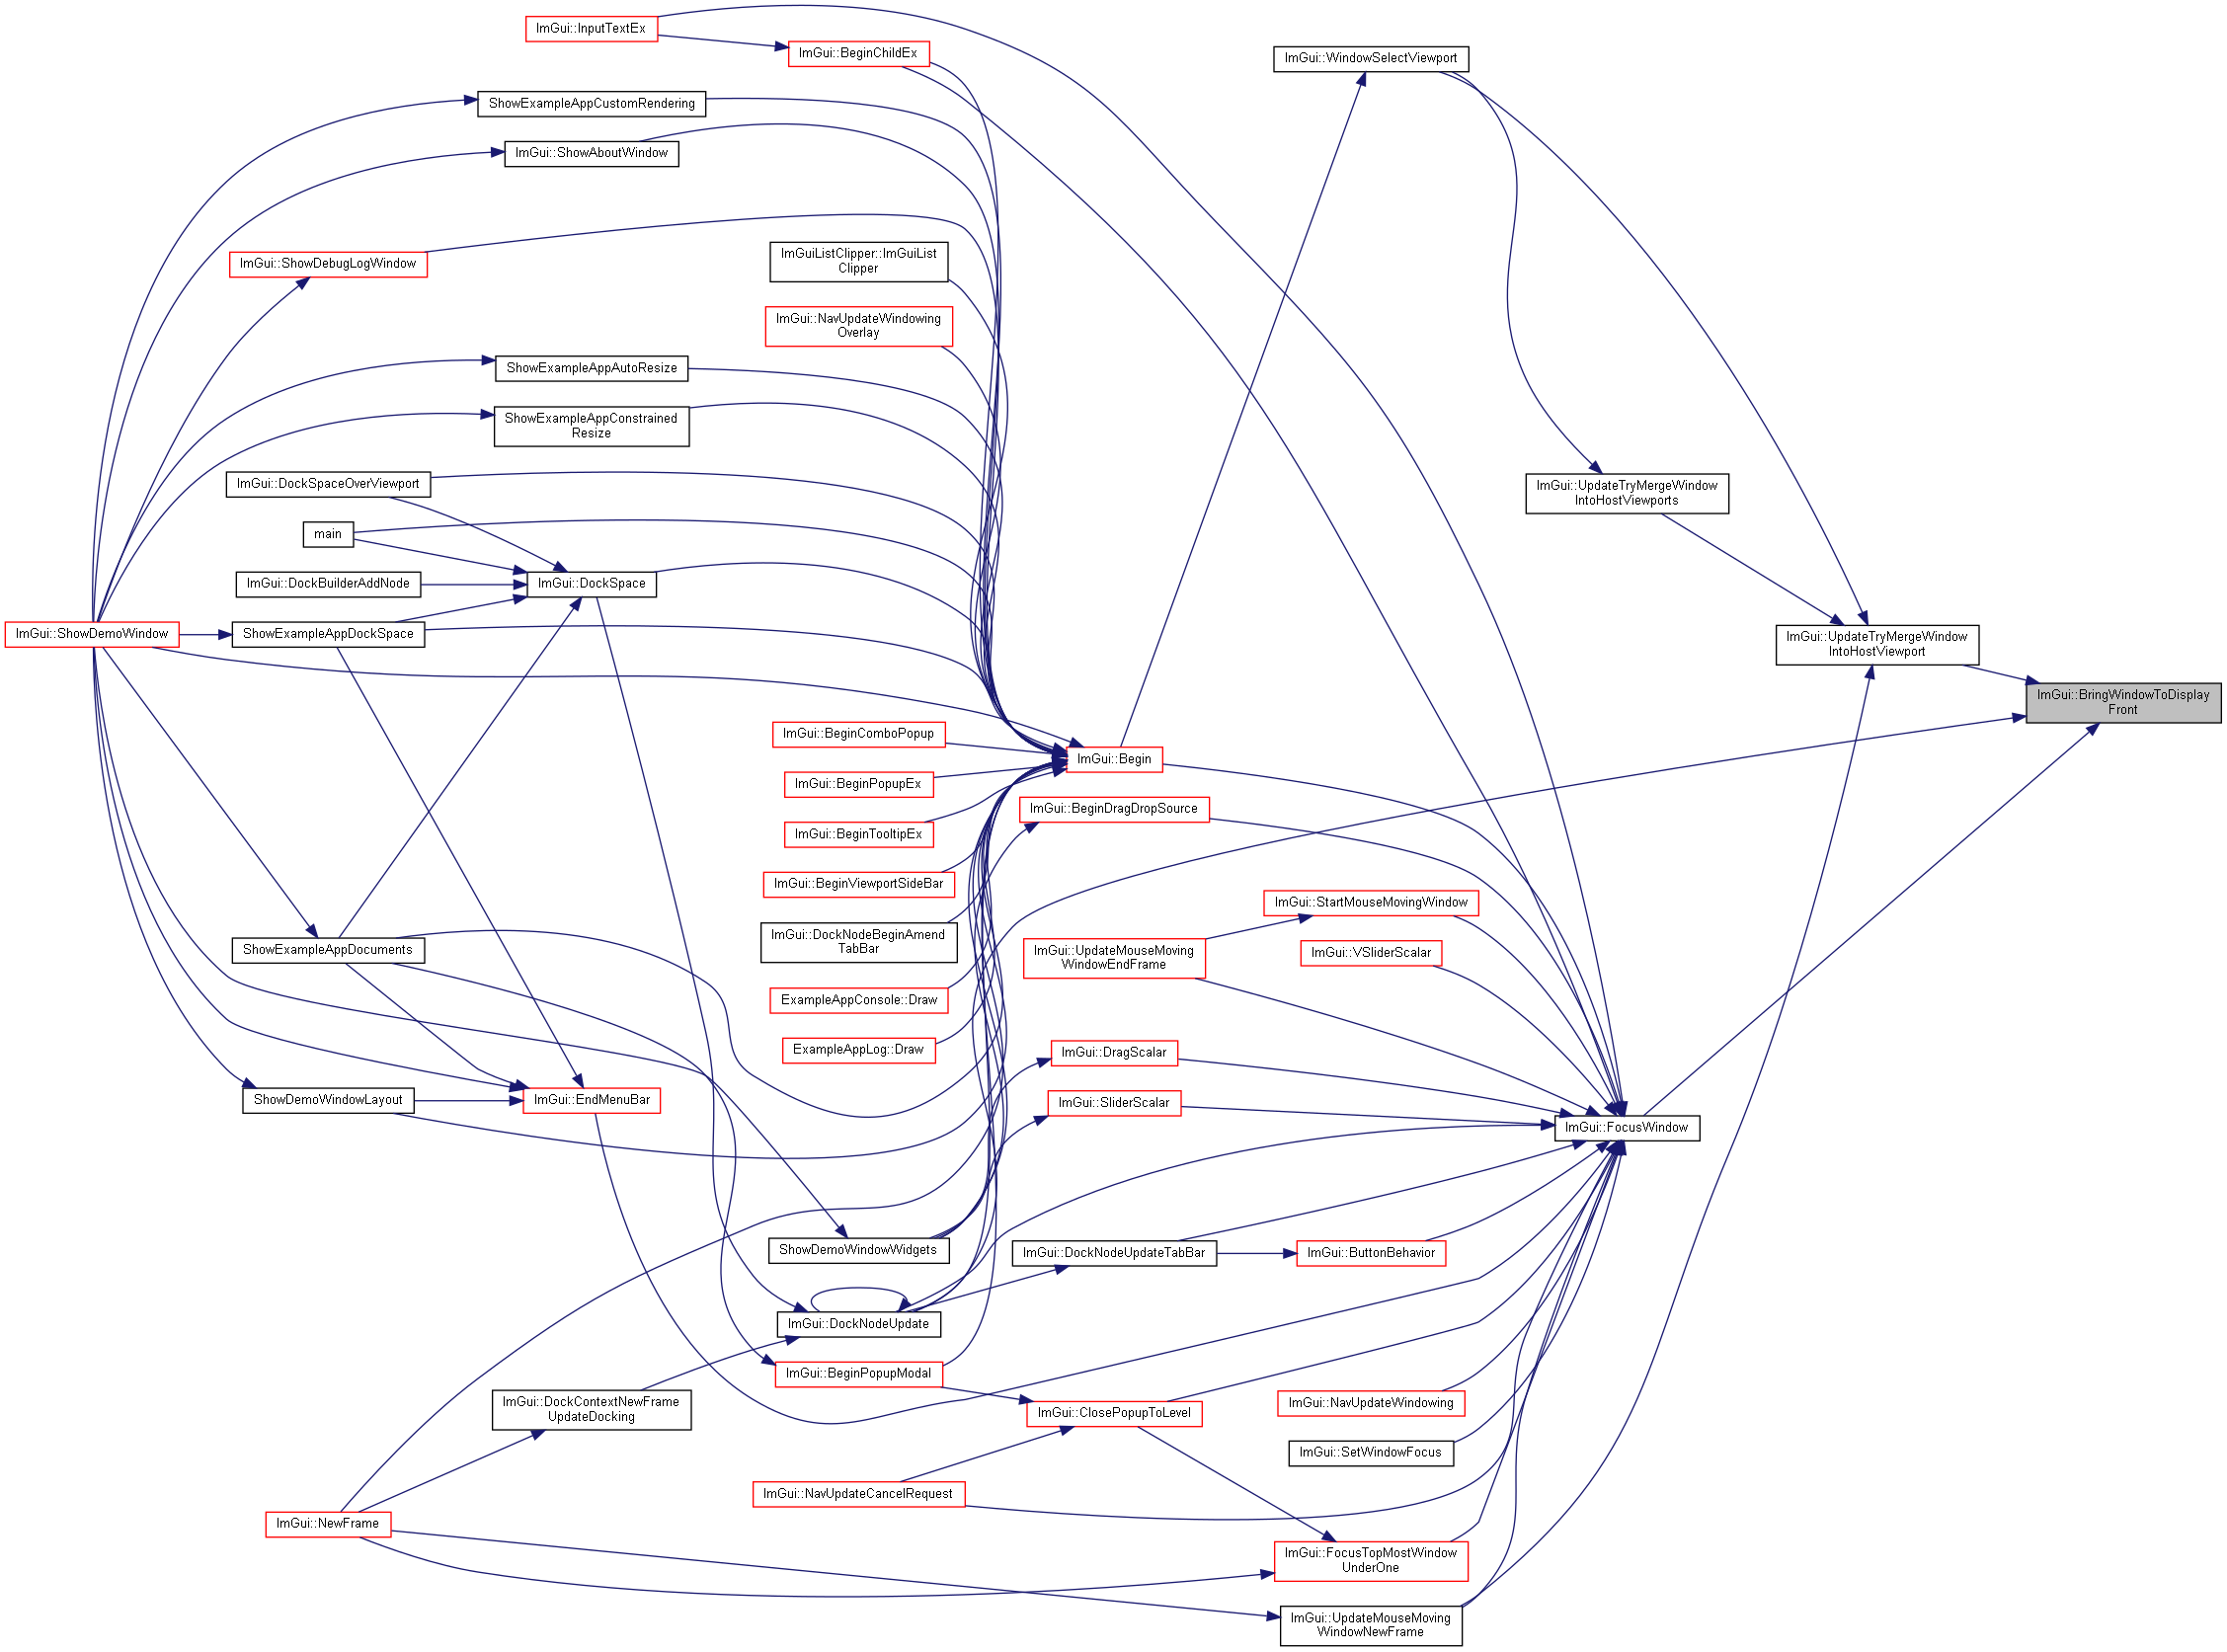 ImGui::InputTextEx
ImGui::BeginChildEx
ImGui::WindowSelectViewport
ShowExampleAppCustomRendering
ImGui::ShowAboutWindow
ImGui::ShowDebugLogWindow
ImGuiListClipper::ImGuiList
Clipper
ImGui::NavUpdateWindowing
Overlay
ShowExampleAppAutoResize
ShowExampleAppConstrained
Resize
ImGui::DockSpaceOverViewport
ImGui::UpdateTryMergeWindow
IntoHostViewports
main
ImGui::DockBuilderAddNode
ImGui::DockSpace
ImGui::ShowDemoWindow
ShowExampleAppDockSpace
ImGui::UpdateTryMergeWindow
IntoHostViewport
ImGui::BringWindowToDisplay
Front
ImGui::BeginComboPopup
ImGui::Begin
ImGui::BeginPopupEx
ImGui::BeginDragDropSource
ImGui::BeginTooltipEx
ImGui::BeginViewportSideBar
ImGui::StartMouseMovingWindow
ImGui::DockNodeBeginAmend
TabBar
ShowExampleAppDocuments
ImGui::UpdateMouseMoving
WindowEndFrame
ImGui::VSliderScalar
ExampleAppConsole::Draw
ExampleAppLog::Draw
ImGui::DragScalar
ShowDemoWindowLayout
ImGui::EndMenuBar
ImGui::SliderScalar
ImGui::FocusWindow
ShowDemoWindowWidgets
ImGui::DockNodeUpdateTabBar
ImGui::ButtonBehavior
ImGui::DockNodeUpdate
ImGui::BeginPopupModal
ImGui::DockContextNewFrame
UpdateDocking
ImGui::ClosePopupToLevel
ImGui::NavUpdateWindowing
ImGui::SetWindowFocus
ImGui::NavUpdateCancelRequest
ImGui::NewFrame
ImGui::FocusTopMostWindow
UnderOne
ImGui::UpdateMouseMoving
WindowNewFrame